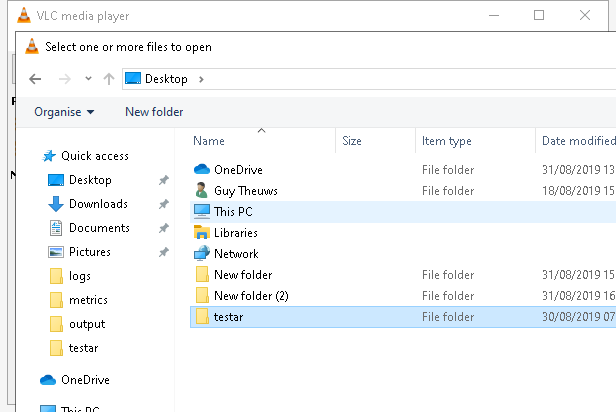 VLC media player
Select one or more files to open
Desktop
Organise New folder
Name Size Item type Date modified
Quick access
Desktop
Downloads
Documents
Pictures
logs
metrics
output
testar
OneDrive
This PC
OneDrive File folder 31/08/2019 13
Guy Theuws File folder 18/08/2019 15
This PC
Libraries
Network
New folder File folder 31/08/2019 15
New folder (2) File folder 31/08/2019 16
testar File folder 30/08/2019 07